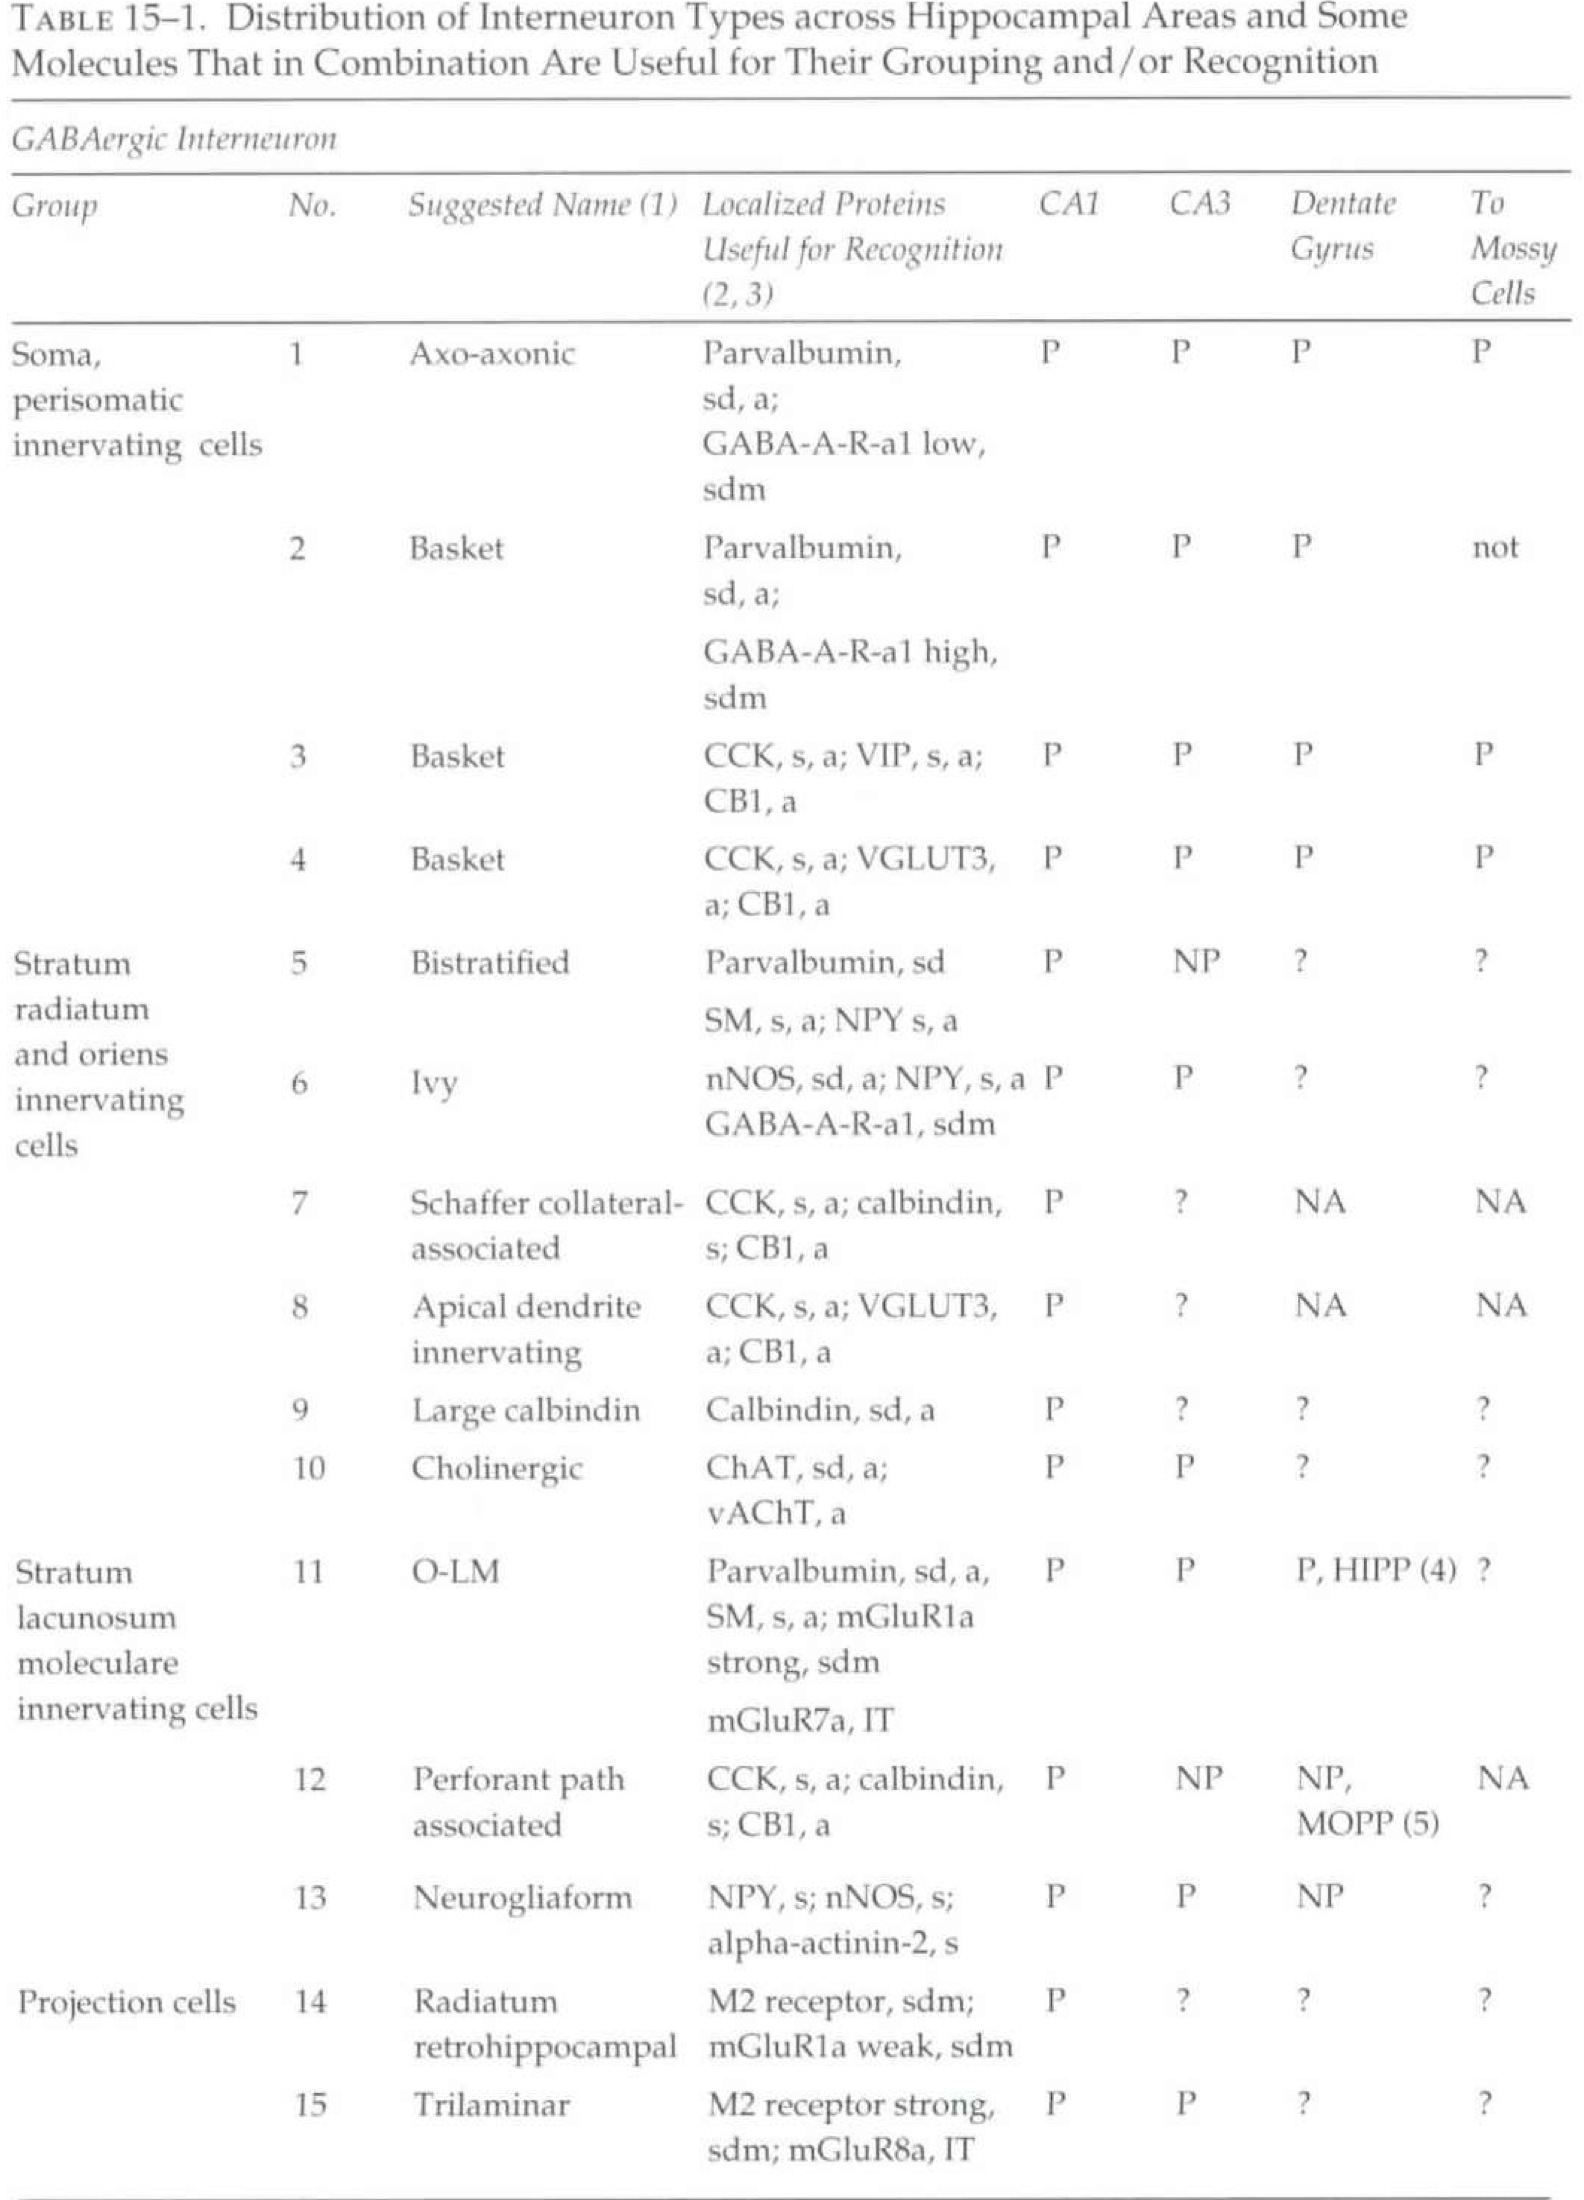 TABLE 15–1. Distribution of Interneuron Types across Hippocampal Areas and Some
Molecules That in Combination Are Useful for Their Grouping and/or Recognition
GABAergic Interneuron
Group No. Suggested Name (1) Localized Proteins CA1 CA3 Dentate To
Useful for Recognition Gyrus Mossy
(2, 3) Cells
Soma, 1 Axo-axonic Parvalbumin, P P P P
perisomatic sd, a;
innervating cells GABA-A-R-a1 low,
sdm
2 Basket Parvalbumin, P P P not
sd, a;
GABA-A-R-a1 high,
sdm
3 Basket CCK, s, a; VIP, s, a; P P P P
CB1, a
4 Basket CCK, s, a; VGLUT3, P P P P
a; CB1, a
Stratum 5 Bistratified Parvalbumin, sd P NP ? ?
radiatum SM, s, a; NPY s, a
and oriens
innervating 6 Ivy nNOS, sd, a; NPY, s, a P P ? ?
cells GABA-A-R-a1, sdm
7 Schaffer collateral- CCK, s, a; calbindin, P ? NA NA
associated s; CB1, a
8 Apical dendrite CCK, s, a; VGLUT3, P ? NA NA
innervating a; CB1, a
9 Large calbindin Calbindin, sd, a P ? ? ?
10 Cholinergic ChAT, sd, a; P P ? ?
vAChT, a
Stratum 11 O-LM Parvalbumin, sd, a, P P P, HIPP (4) ?
lacunosum SM, s, a; mGluR1a
moleculare strong, sdm
innervating cells mGluR7a, IT
12 Perforant path CCK, s, a; calbindin, P NP NP, NA
associated s; CB1, a MOPP (5)
13 Neurogliaform NPY, s; nNOS, s; P P NP ?
alpha-actinin-2, s
Projection cells 14 Radiatum M2 receptor, sdm; P ? ? ?
retrohippocampal mGluR1a weak, sdm
15 Trilaminar M2 receptor strong, P P ? ?
sdm; mGluR8a, IT